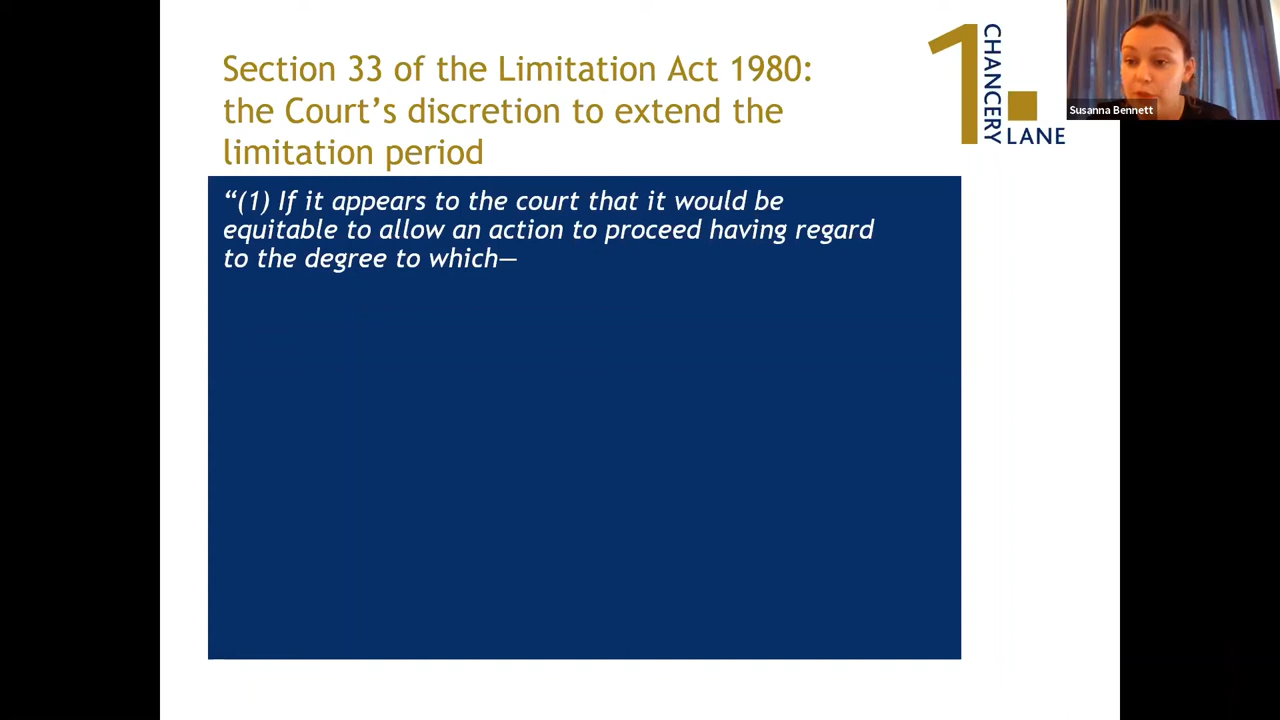 Section 33 of the Limitation Act 1980:
the Court’s discretion to extend the
limitation period
1 CHANCERY LANE
Susanna Bennett
“(1) If it appears to the court that it would be
equitable to allow an action to proceed having regard
to the degree to which—